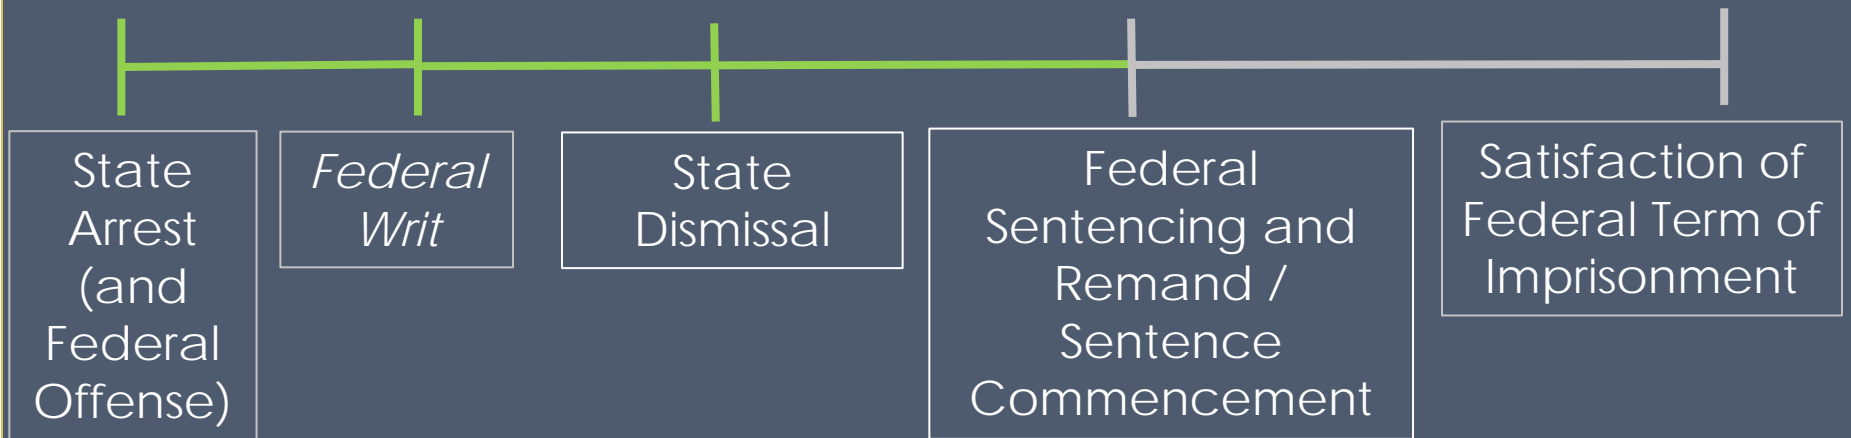 State
Arrest
(and
Federal
Offense)
Federal
Writ
State
Dismissal
Federal
Sentencing and
Remand /
Sentence
Commencement
Satisfaction of
Federal Term of
Imprisonment